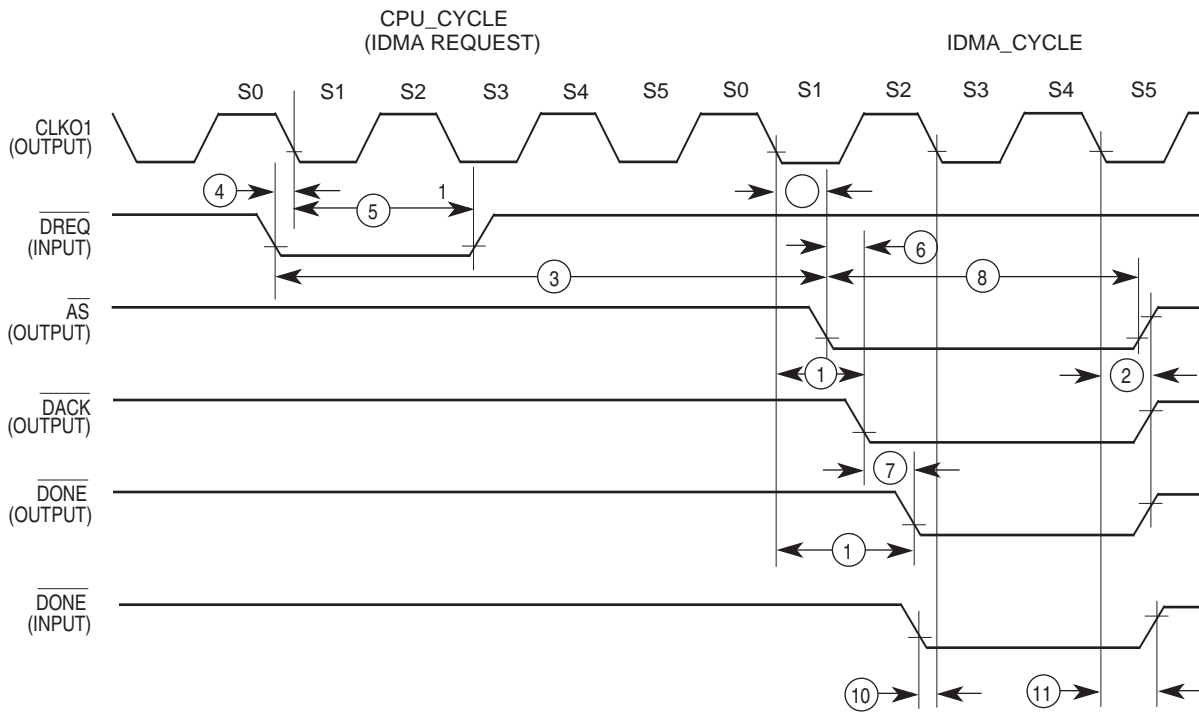 CPU_CYCLE
(IDMA REQUEST)
IDMA_CYCLE
S0 S1 S2 S3 S4 S5 S0 S1 S2 S3 S4 S5
CLKO1
(OUTPUT)
4
5
1
DREQ
(INPUT)
6
3
8
AS
(OUTPUT)
1
2
DACK
(OUTPUT)
7
DONE
(OUTPUT)
1
DONE
(INPUT)
10
11